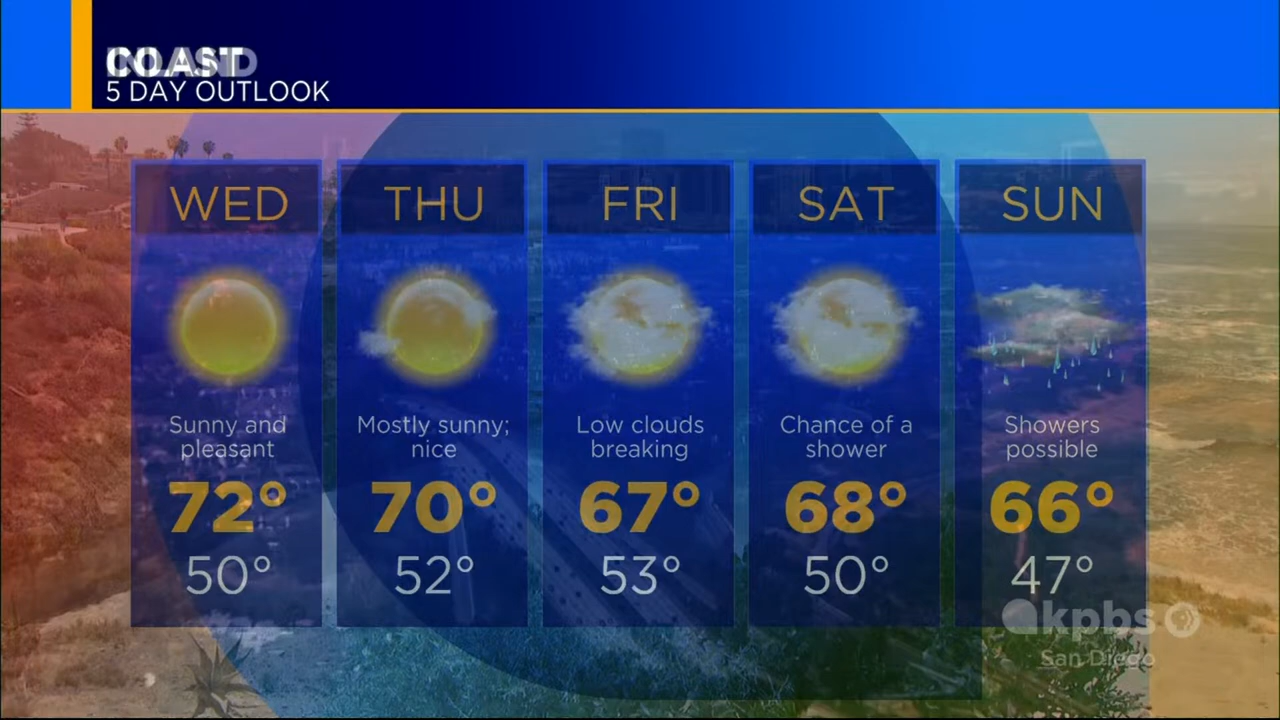 COAST
5 DAY OUTLOOK
WED
THU
FRI
SAT
SUN
Sunny and
pleasant
Mostly sunny;
nice
Low clouds
breaking
Chance of a
shower
Showers
possible
72°
70°
67°
68°
66°
50°
52°
53°
50°
47°
kpbs
San Diego